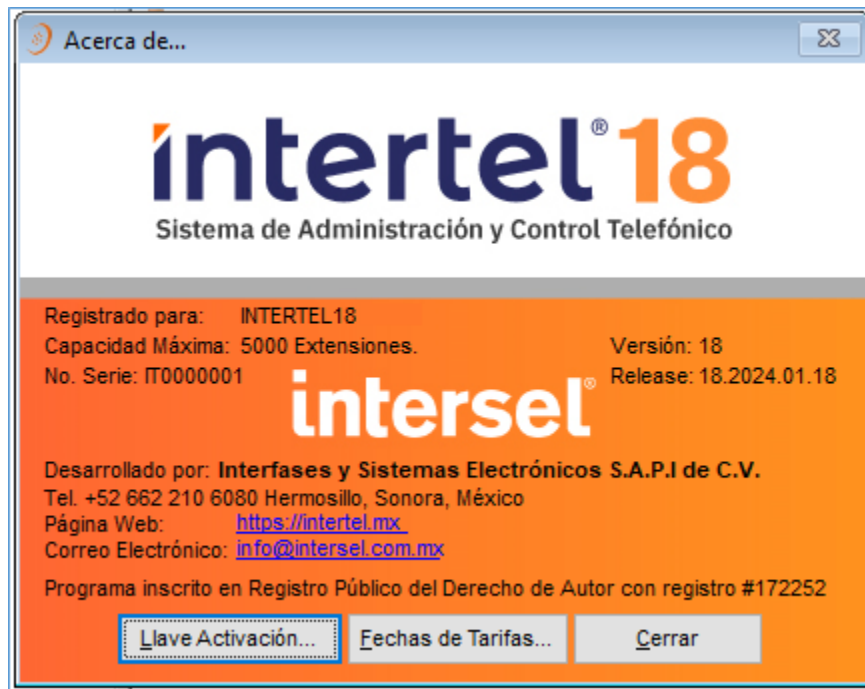 Acerca de...
intertel®18
Sistema de Administración y Control Telefónico
Registrado para: INTERTEL18
Capacidad Máxima: 5000 Extensiones. Versión: 18
No. Serie: IT0000001 Release: 18.2024.01.18
intersel®
Desarrollado por: Interfases y Sistemas Electrónicos S.A.P.I de C.V.
Tel. +52 662 210 6080 Hermosillo, Sonora, México
Página Web: https://intertel.mx
Correo Electrónico: info@intersel.com.mx
Programa inscrito en Registro Público del Derecho de Autor con registro #172252
Llave Activación... Fechas de Tarifas... Cerrar